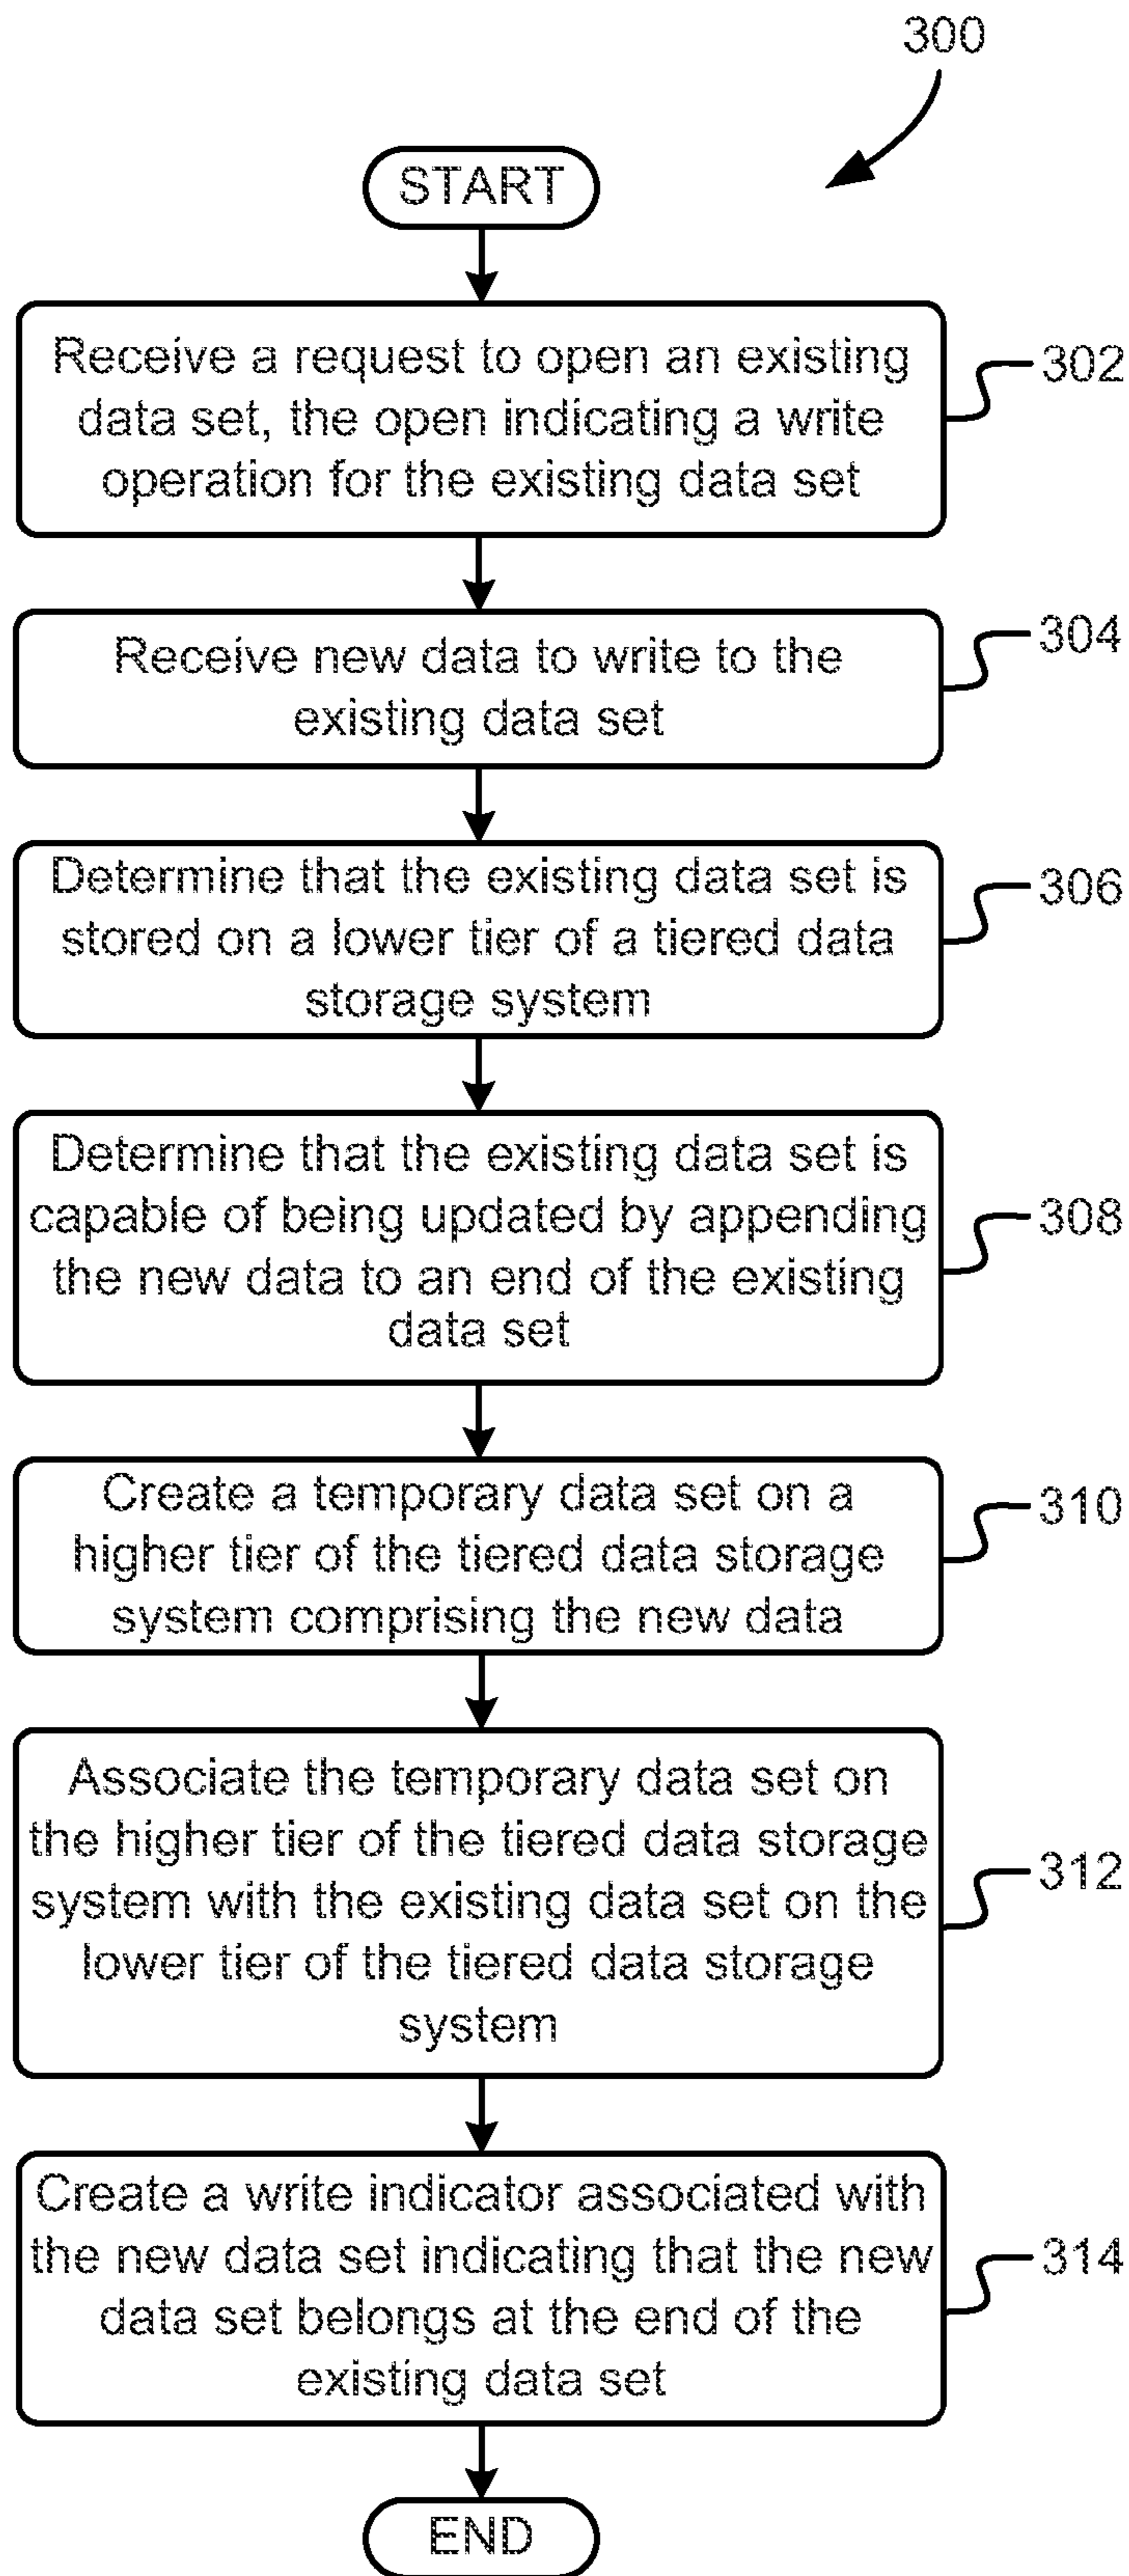 300
START
Receive a request to open an existing
data set, the open indicating a write
operation for the existing data set
302
Receive new data to write to the
existing data set
304
Determine that the existing data set is
stored on a lower tier of a tiered data
storage system
306
Determine that the existing data set is
capable of being updated by appending
the new data to an end of the existing
data set
308
Create a temporary data set on a
higher tier of the tiered data storage
system comprising the new data
310
Associate the temporary data set on
the higher tier of the tiered data storage
system with the existing data set on the
lower tier of the tiered data storage
system
312
Create a write indicator associated with
the new data set indicating that the new
data set belongs at the end of the
existing data set
314
END